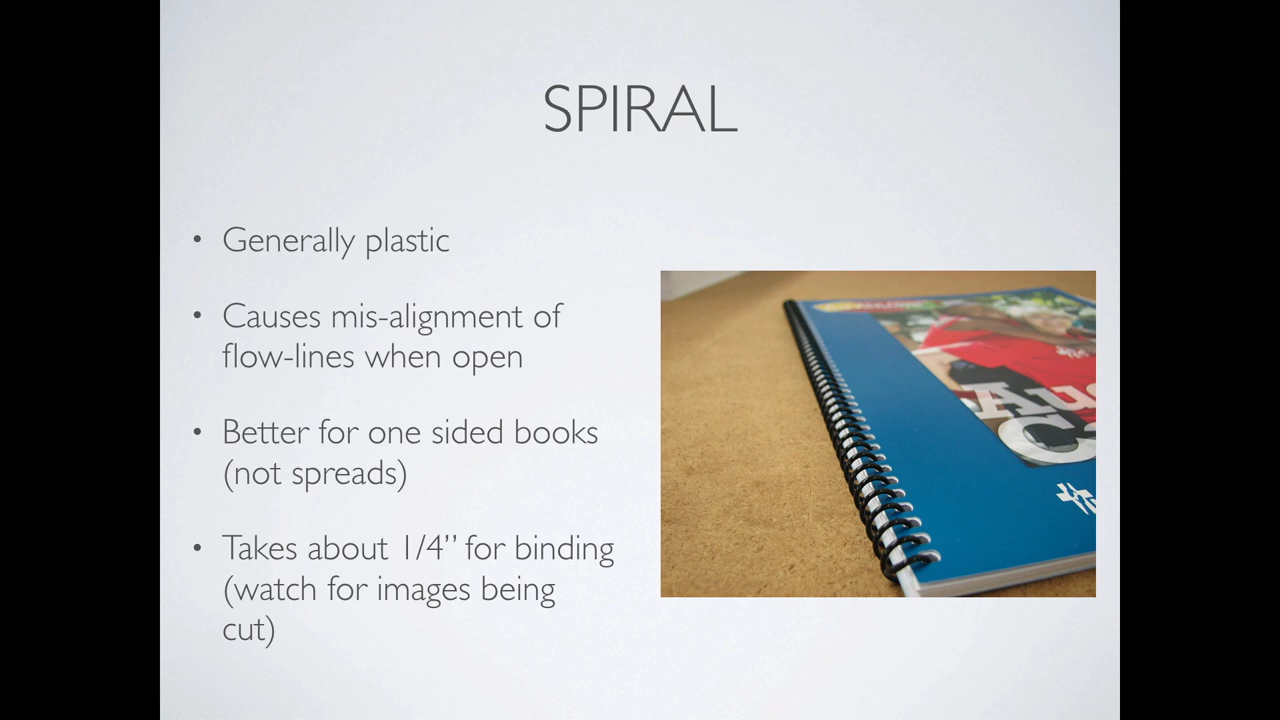 SPIRAL
• Generally plastic
• Causes mis-alignment of
flow-lines when open
• Better for one sided books
(not spreads)
• Takes about 1/4” for binding
(watch for images being
cut)